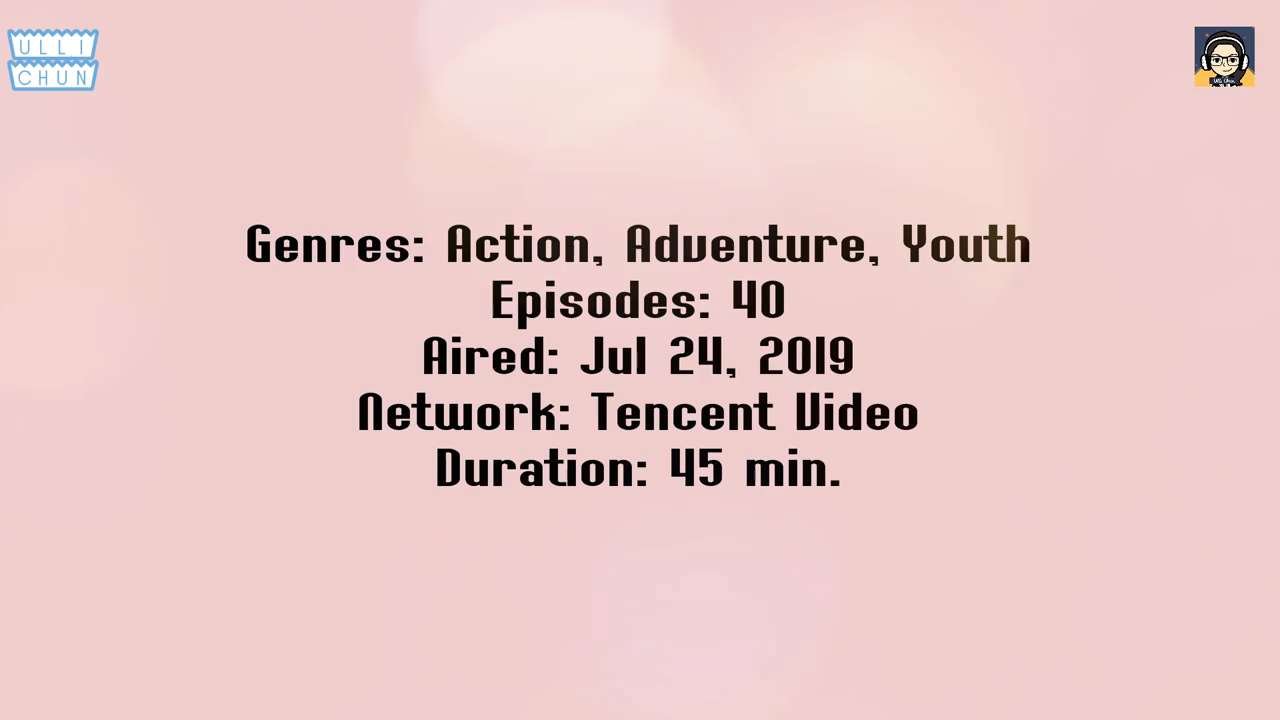 ULLI
CHUN
Genres: Action, Adventure, Youth
Episodes: 40
Aired: Jul 24, 2019
Network: Tencent Video
Duration: 45 min.